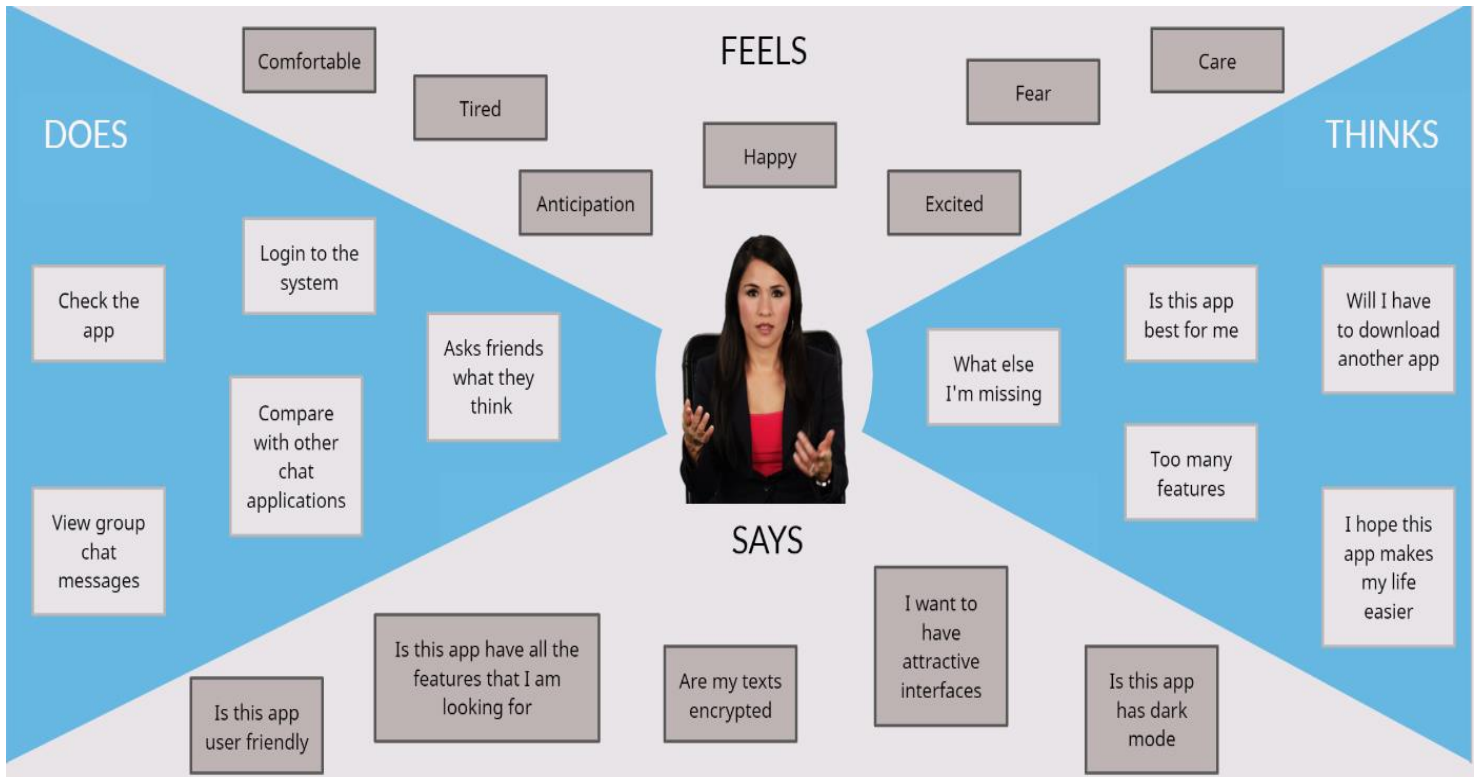 FEELS
Comfortable
Tired
Anticipation
Happy
Excited
Fear
Care
DOES
Check the
app
Login to the
system
Asks friends
what they
think
Compare
with other
chat
applications
View group
chat
messages
THINKS
What else
I'm missing
Is this app
best for me
Will I have
to download
another app
Too many
features
I hope this
app makes
my life
easier
SAYS
Is this app
user friendly
Is this app have all the
features that I am
looking for
Are my texts
encrypted
I want to
have
attractive
interfaces
Is this app
has dark
mode